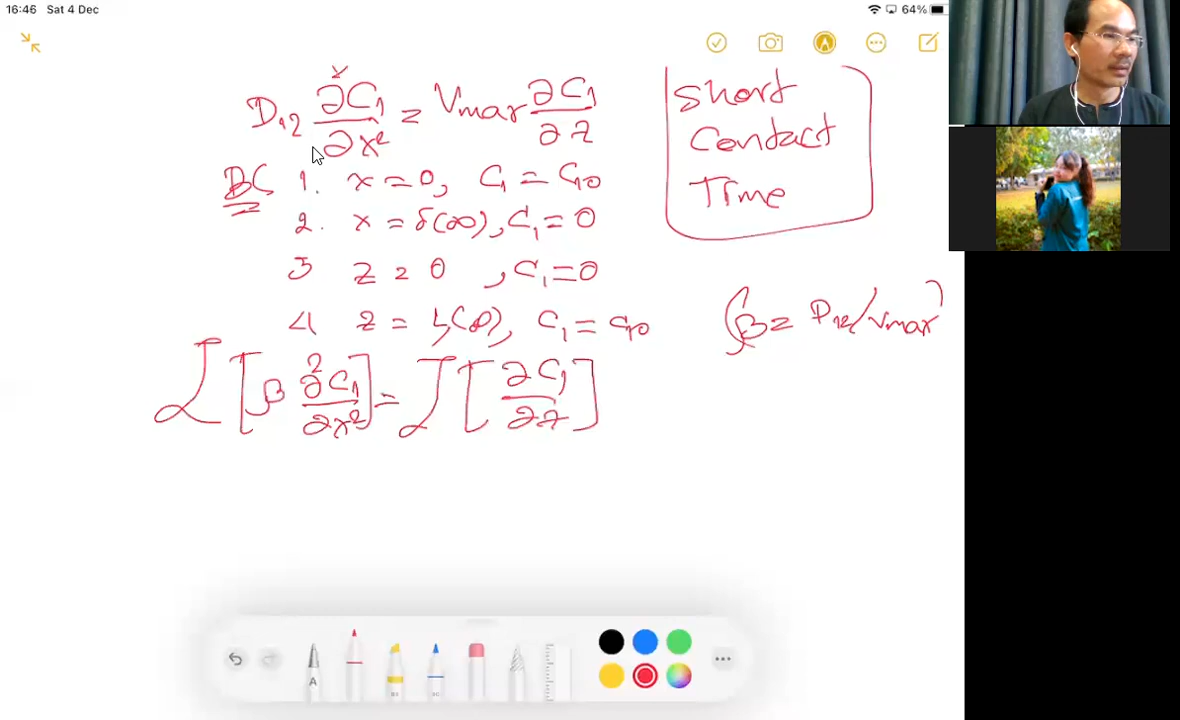 16:46 Sat 4 Dec
64%
D₁₂ ∂²C₁/∂x² = Vmax ∂C₁/∂z
Short
Contact
Time
BC 1. x = 0, C₁ = C₁₀
2. x = δ(∞), C₁ = 0
3 z = 0, C₁ = 0
4 z = L(∞), C₁ = C₁₀
(β = D₁₂/Vmax)
ℒ[β ∂²C₁/∂x²] = ℒ[∂C₁/∂z]
A